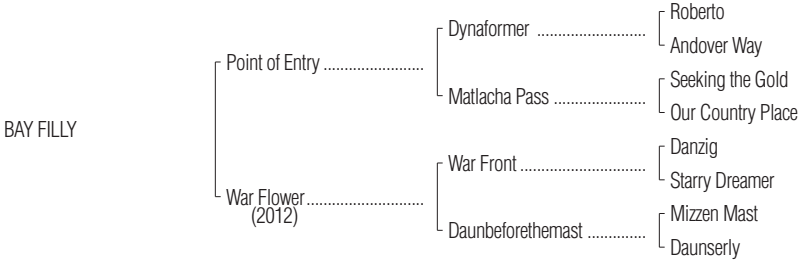 Roberto
Dynaformer ..........................
Andover Way
Point of Entry ........................
Seeking the Gold
Matlacha Pass ......................
Our Country Place
BAY FILLY
Danzig
War Front ..............................
Starry Dreamer
War Flower............................
(2012)
Mizzen Mast
Daunbeforethemast ..............
Daunserly